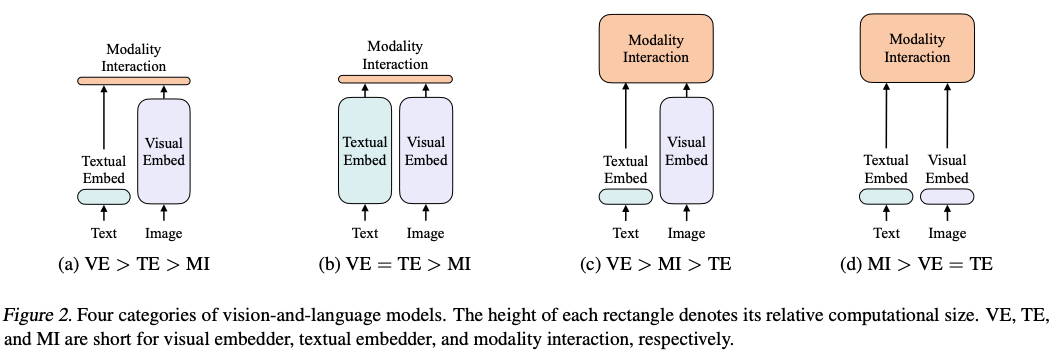 Modality
Interaction
Textual
Embed
Visual
Embed
Text
Image
(a) VE > TE > MI
Modality
Interaction
Textual
Embed
Visual
Embed
Text
Image
(b) VE = TE > MI
Modality
Interaction
Textual
Embed
Visual
Embed
Text
Image
(c) VE > MI > TE
Modality
Interaction
Textual
Embed
Visual
Embed
Text
Image
(d) MI > VE = TE
Figure 2. Four categories of vision-and-language models. The height of each rectangle denotes its relative computational size. VE, TE,
and MI are short for visual embedder, textual embedder, and modality interaction, respectively.